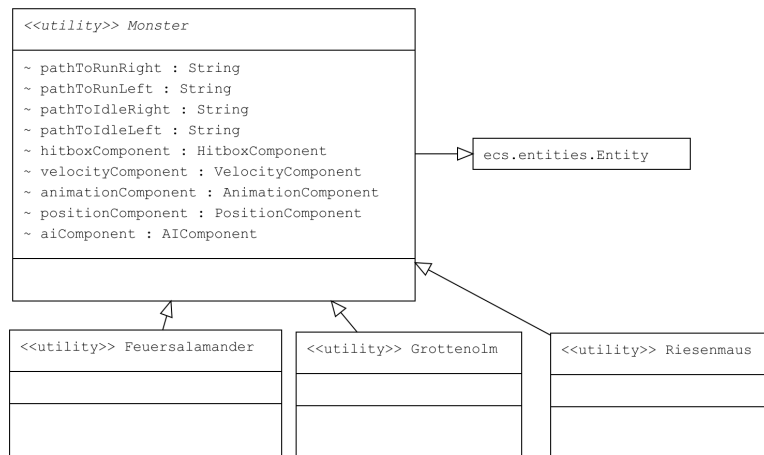 <<utility>> Monster
~ pathToRunRight : String
~ pathToRunLeft : String
~ pathToIdleRight : String
~ pathToIdleLeft : String
~ hitboxComponent : HitboxComponent
~ velocityComponent : VelocityComponent
~ animationComponent : AnimationComponent
~ positionComponent : PositionComponent
~ aiComponent : AIComponent
ecs.entities.Entity
<<utility>> Feuersalamander
<<utility>> Grottenolm
<<utility>> Riesenmaus